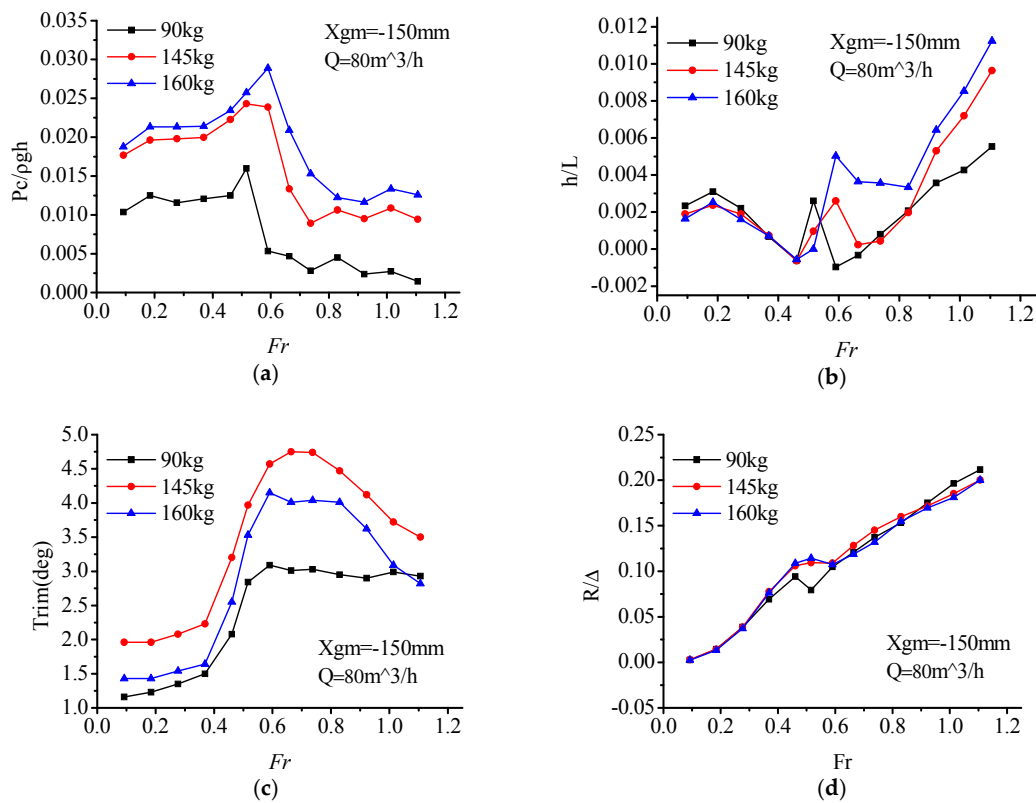 0.035
0.030
0.025
0.020
0.015
0.010
0.005
0.000
Pc/ρgh
90kg
145kg
160kg
Xgm=-150mm
Q=80m^3/h
0.0 0.2 0.4 0.6 0.8 1.0 1.2
Fr
(a)
0.012
0.010
0.008
0.006
0.004
0.002
0.000
-0.002
h/L
90kg
145kg
160kg
Xgm=-150mm
Q=80m^3/h
0.0 0.2 0.4 0.6 0.8 1.0 1.2
Fr
(b)
5.0
4.5
4.0
3.5
3.0
2.5
2.0
1.5
1.0
Trim(deg)
90kg
145kg
160kg
Xgm=-150mm
Q=80m^3/h
0.0 0.2 0.4 0.6 0.8 1.0 1.2
Fr
(c)
0.25
0.20
0.15
0.10
0.05
0.00
-0.05
R/Δ
90kg
145kg
160kg
Xgm=-150mm
Q=80m^3/h
0.0 0.2 0.4 0.6 0.8 1.0 1.2
Fr
(d)